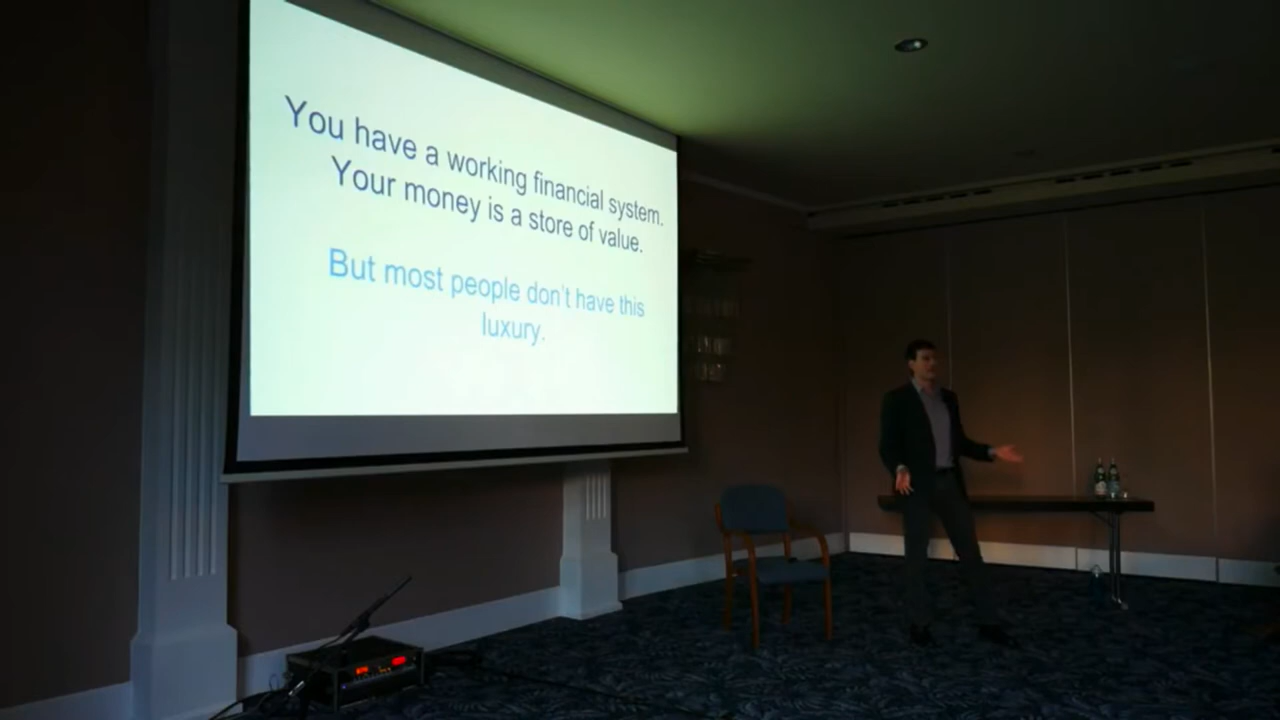 You have a working financial system.
Your money is a store of value.
But most people don't have this
luxury.